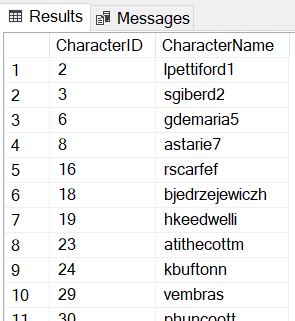 Results Messages
CharacterID CharacterName
1 2 lpettiford1
2 3 sgiberd2
3 6 gdemaria5
4 8 astarie7
5 16 rscarfef
6 18 bjedrzejewiczh
7 19 hkeedwelli
8 23 atithecottm
9 24 kbuftonn
10 29 vembras
11 30 phuncoott